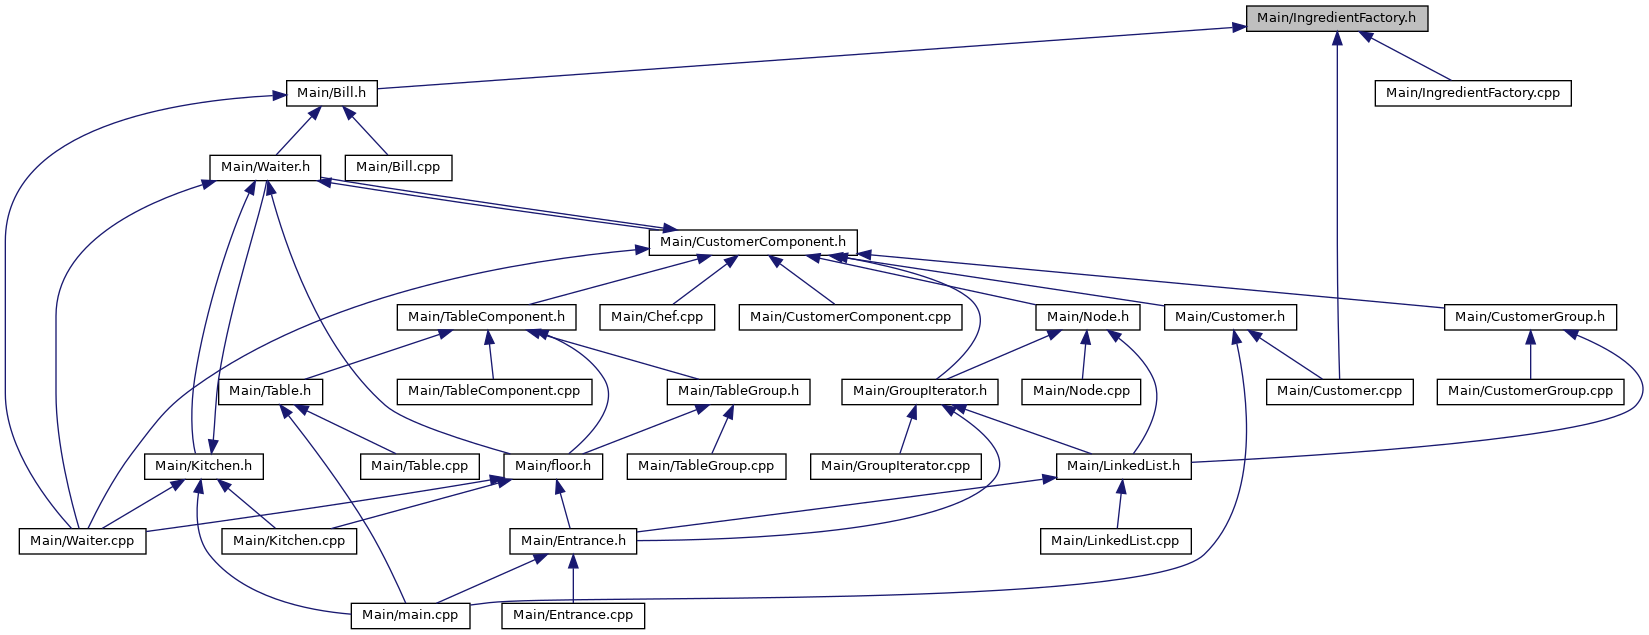 Main/IngredientFactory.h
Main/Bill.h
Main/IngredientFactory.cpp
Main/Waiter.h
Main/Bill.cpp
Main/CustomerComponent.h
Main/TableComponent.h
Main/Chef.cpp
Main/CustomerComponent.cpp
Main/Node.h
Main/Customer.h
Main/CustomerGroup.h
Main/Table.h
Main/TableComponent.cpp
Main/TableGroup.h
Main/GroupIterator.h
Main/Node.cpp
Main/Customer.cpp
Main/CustomerGroup.cpp
Main/Kitchen.h
Main/Table.cpp
Main/floor.h
Main/TableGroup.cpp
Main/GroupIterator.cpp
Main/LinkedList.h
Main/Waiter.cpp
Main/Kitchen.cpp
Main/Entrance.h
Main/LinkedList.cpp
Main/main.cpp
Main/Entrance.cpp